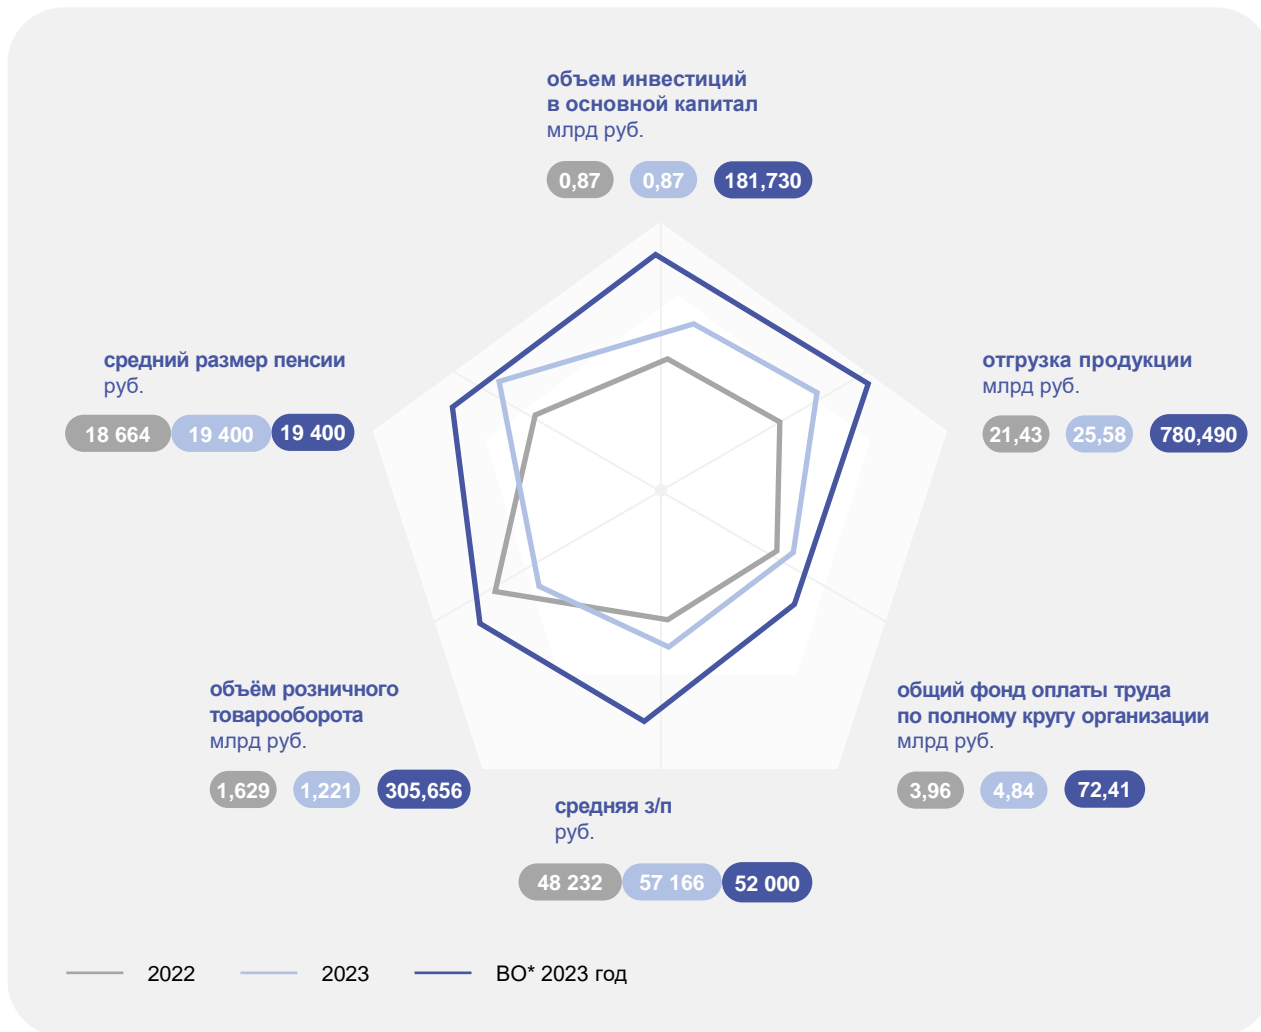 объем инвестиций
в основной капитал
млрд руб.
0,87 0,87 181,730
средний размер пенсии
руб.
18 664 19 400 19 400
отгрузка продукции
млрд руб.
21,43 25,58 780,490
объём розничного
товарооборота
млрд руб.
1,629 1,221 305,656
общий фонд оплаты труда
по полному кругу организации
млрд руб.
3,96 4,84 72,41
средняя з/п
руб.
48 232 57 166 52 000
2022 2023 ВО* 2023 год